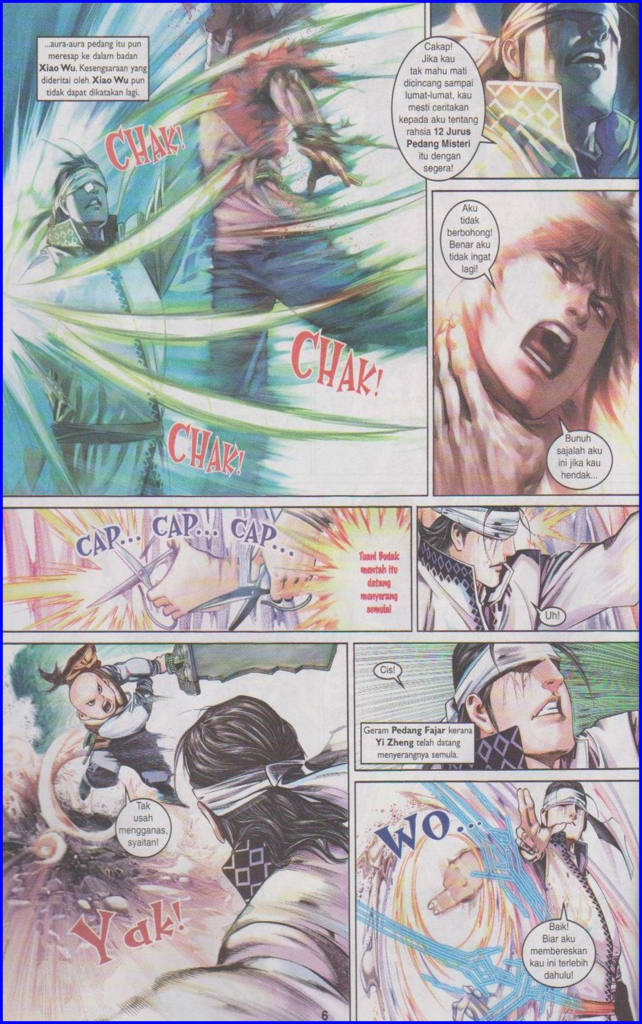 ...aura-aura pedang itu pun
meresap ke dalam badan
Xiao Wu. Kesengsaraan yang
dideritai oleh Xiao Wu pun
tidak dapat dikatakan lagi.
CHAK!
CHAK!
CHAK!
Cakap!
Jika kau
tak mahu mati
dicincang sampai
lumat-lumat, kau
mesti ceritakan
kepada aku tentang
rahsia 12 Jurus
Pedang Misteri
itu dengan
segera!
Aku
tidak
berbohong!
Benar aku
tidak ingat
lagi!
Bunuh
sajalah aku
ini jika kau
hendak...
CAP... CAP... CAP...
mentah itu
datang
menyerang
semula!
Uh!
Tak
usah
mengganas,
syaitan!
Yak!
Cis!
Geram Pedang Fajar kerana
Yi Zheng telah datang
menyerangnya semula.
WO...
Baik!
Biar aku
membereskan
kau ini terlebih
dahulu!
6